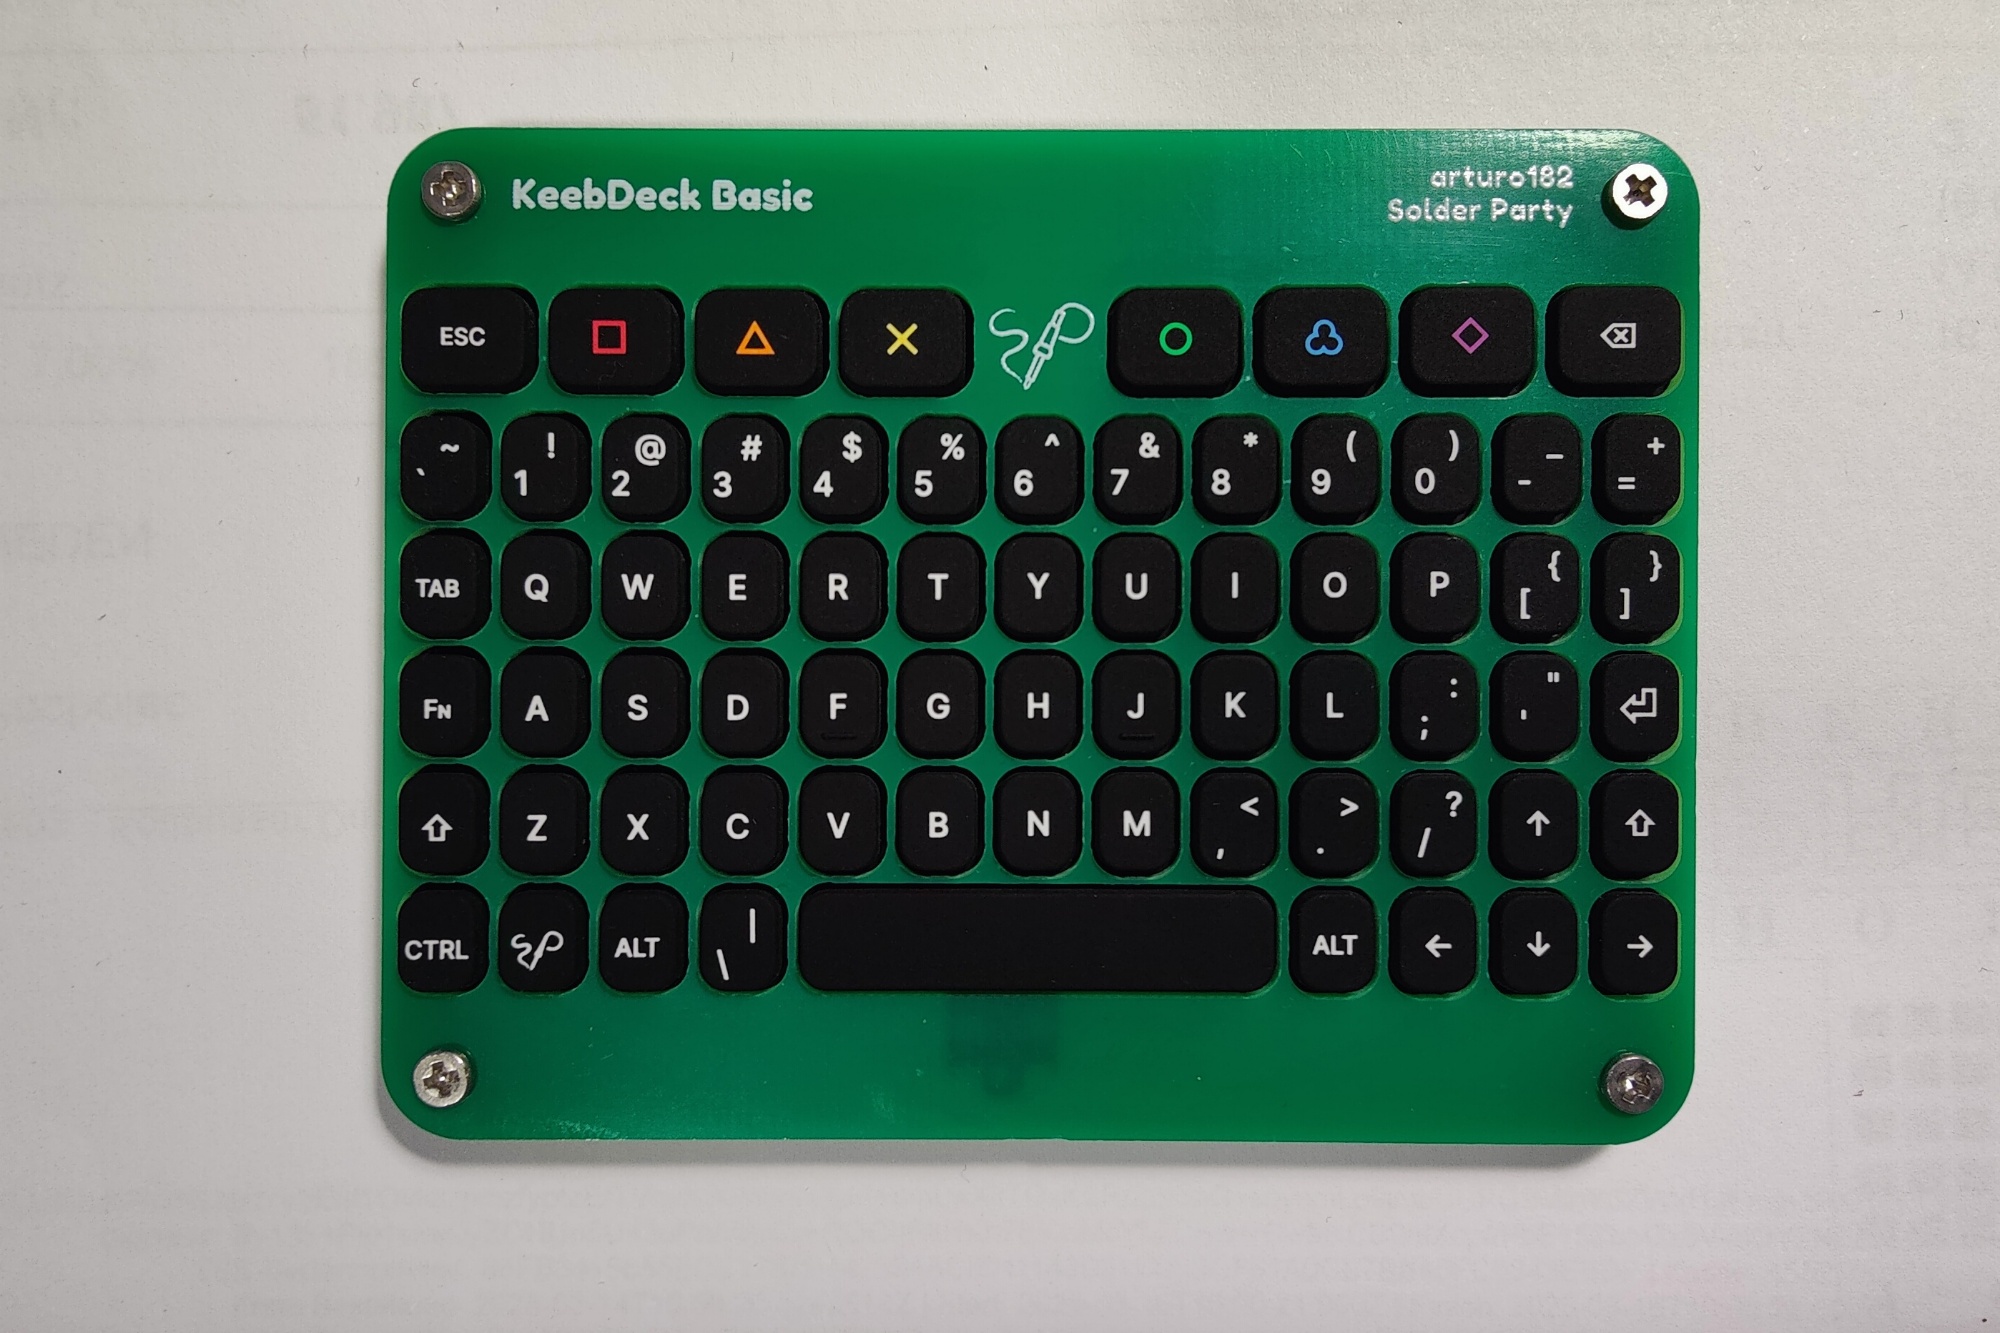 KeebDeck Basic
arturo182
Solder Party
ESC
~ ! @ # $ % ^ & * ( ) _ +
` 1 2 3 4 5 6 7 8 9 0 - =
TAB Q W E R T Y U I O P [ { ] }
FN A S D F G H J K L ; : ' "
Z X C V B N M , < . > / ? ↑
CTRL SP ALT \ | ALT ← ↓ →